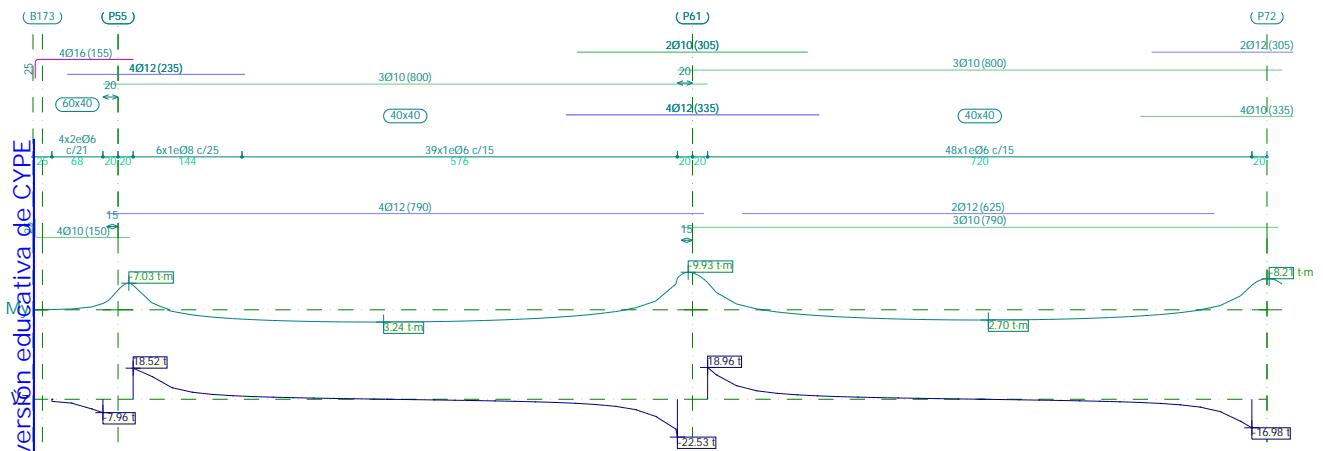 B173
P55
P61
P72
4Ø16(155)
2Ø10(305)
2Ø12(305)
25
4Ø12(235)
20
3Ø10(800)
3Ø10(800)
20
60x40
40x40
4Ø12(335)
40x40
4Ø10(335)
4x2eØ6
c/21
6x1eØ8 c/25
39x1eØ6 c/15
48x1eØ6 c/15
25
68
20
20
144
576
20
20
720
20
4Ø12(790)
2Ø12(625)
15
3Ø10(790)
4Ø10(150)
15
-7.03 t·m
-9.93 t·m
-8.21 t·m
3.24 t·m
2.70 t·m
18.52 t
18.96 t
-7.96 t
-22.53 t
-16.98 t
versión educativa de CYPE